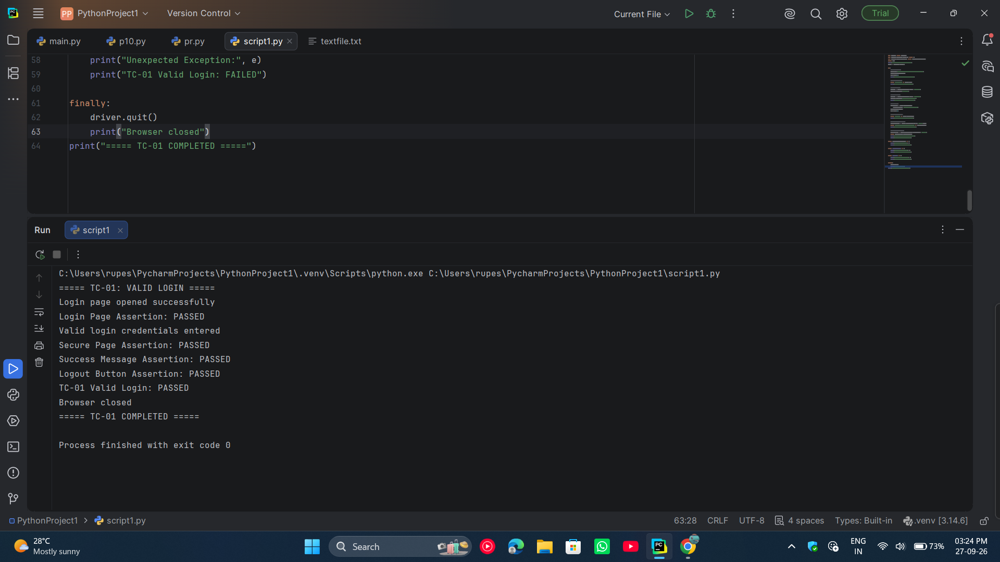 PC
PP PythonProject1 Version Control Current File Trial
main.py p10.py pr.py script1.py textfile.txt
58 print("Unexpected Exception:", e)
59 print("TC-01 Valid Login: FAILED")
60
61 finally:
62 driver.quit()
63 print("Browser closed")
64 print("===== TC-01 COMPLETED =====")
Run script1
C:\Users\rupes\PycharmProjects\PythonProject1\.venv\Scripts\python.exe C:\Users\rupes\PycharmProjects\PythonProject1\script1.py
===== TC-01: VALID LOGIN =====
Login page opened successfully
Login Page Assertion: PASSED
Valid login credentials entered
Secure Page Assertion: PASSED
Success Message Assertion: PASSED
Logout Button Assertion: PASSED
TC-01 Valid Login: PASSED
Browser closed
===== TC-01 COMPLETED =====
Process finished with exit code 0
PythonProject1 script1.py 63:28 CRLF UTF-8 4 spaces Types: Built-in .venv [3.14.6]
28°C
Mostly sunny
Search
PC
ENG
IN
73%
03:24 PM
27-09-26